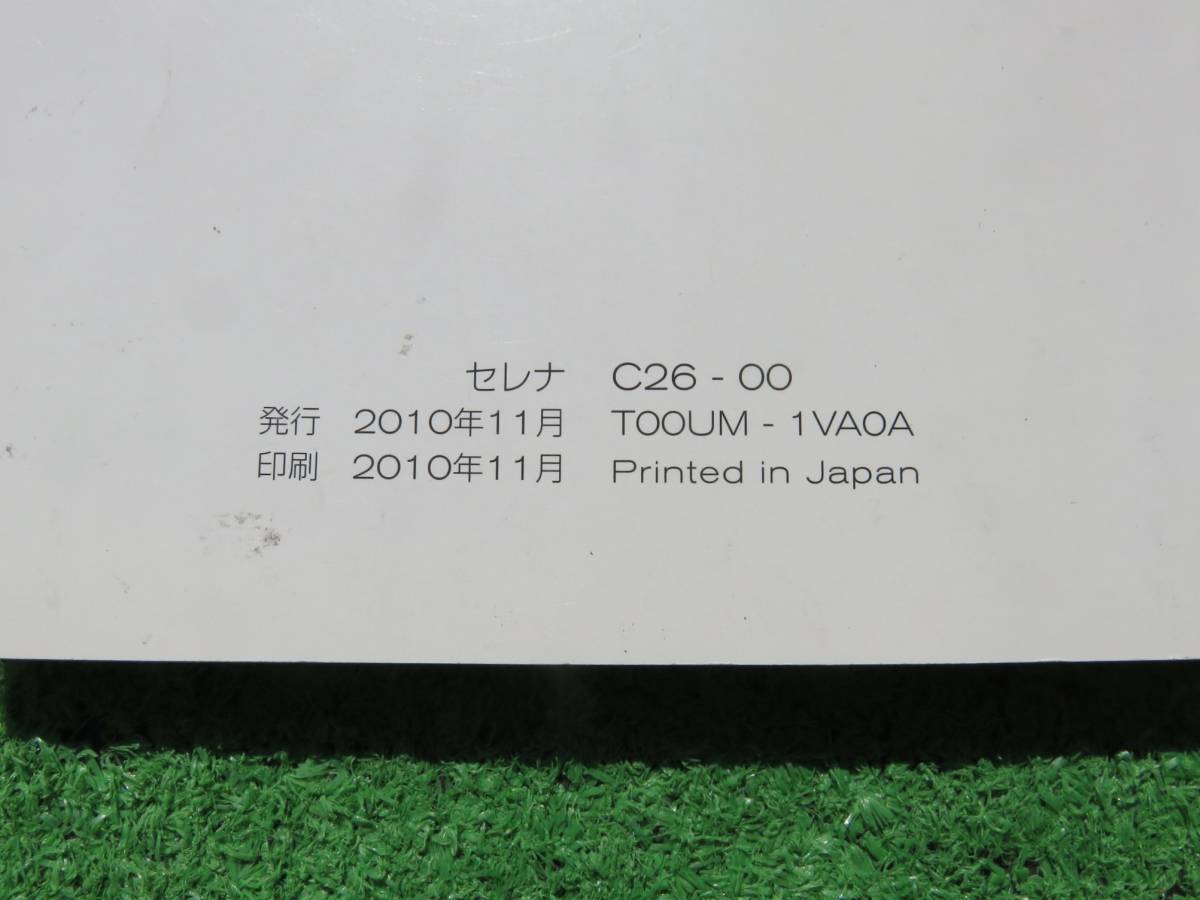 セレナ C26 - 00
発行 2010年11月 T00UM - 1VA0A
印刷 2010年11月 Printed in Japan